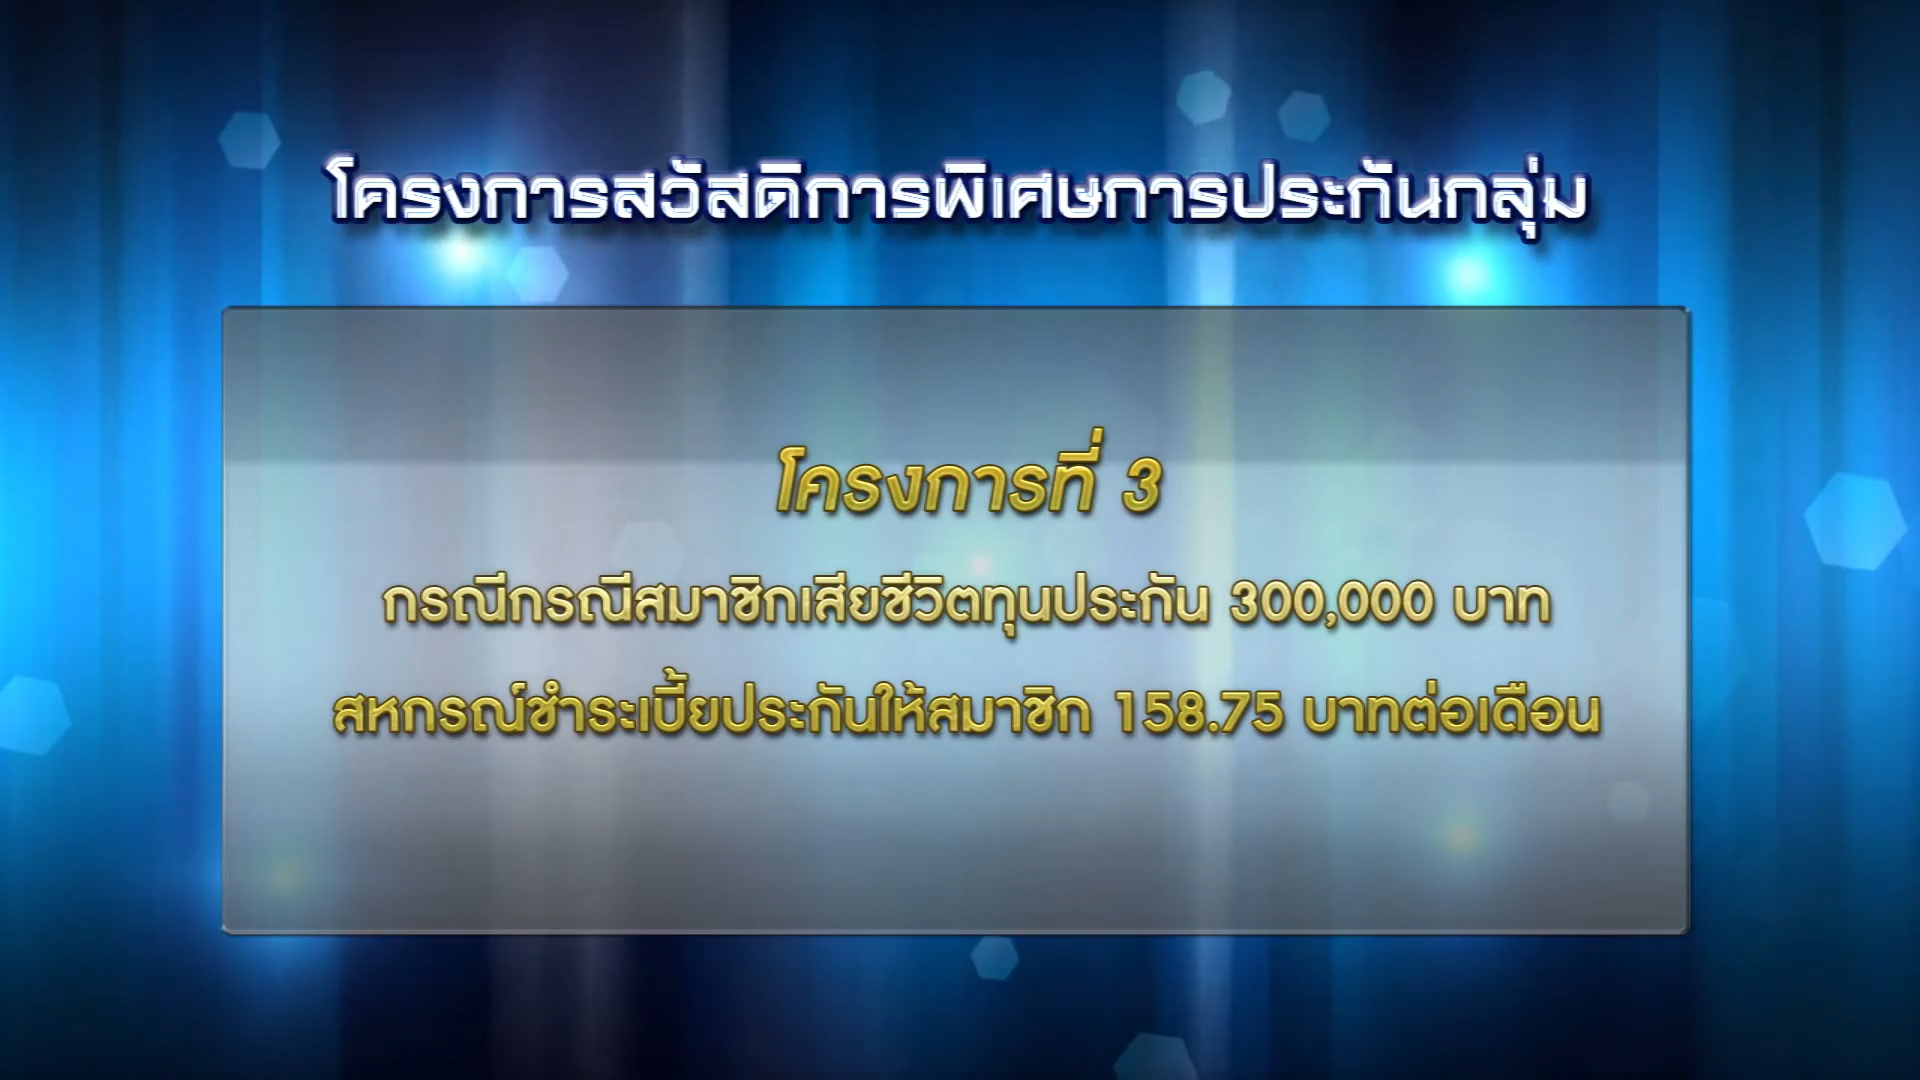 โครงการสวัสดิการพิเศษการประกันกลุ่ม
โครงการที่ 3
กรณีกรณีสมาชิกเสียชีวิตทุนประกัน 300,000 บาท
สหกรณ์ชำระเบี้ยประกันให้สมาชิก 158.75 บาทต่อเดือน